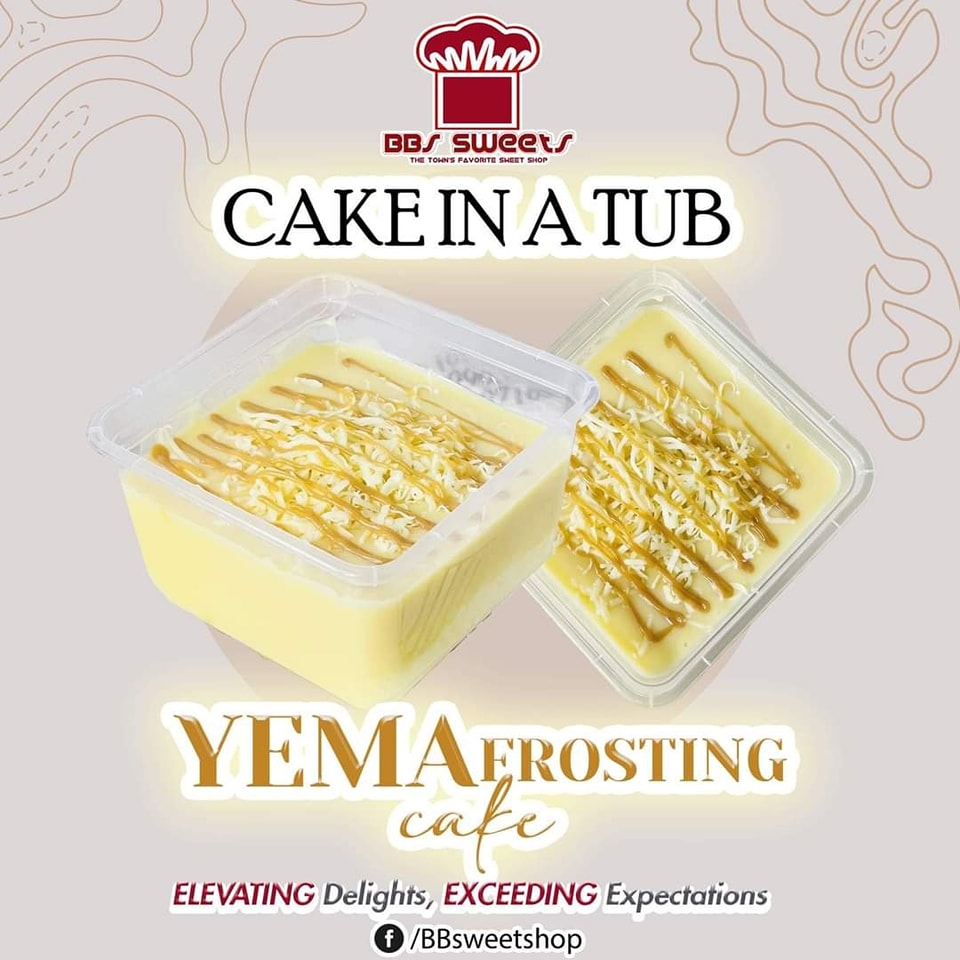 BBS' SWEETS
THE TOWN'S FAVORITE SWEET SHOP
CAKE IN A TUB
YEMA FROSTING
cake
ELEVATING Delights, EXCEEDING Expectations
f /BBsweetshop